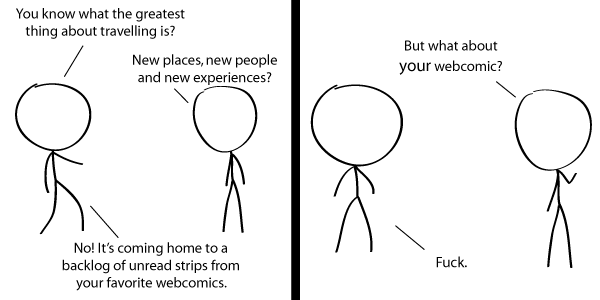 You know what the greatest
thing about travelling is?
New places, new people
and new experiences?
No! It's coming home to a
backlog of unread strips from
your favorite webcomics.
But what about
your webcomic?
Fuck.